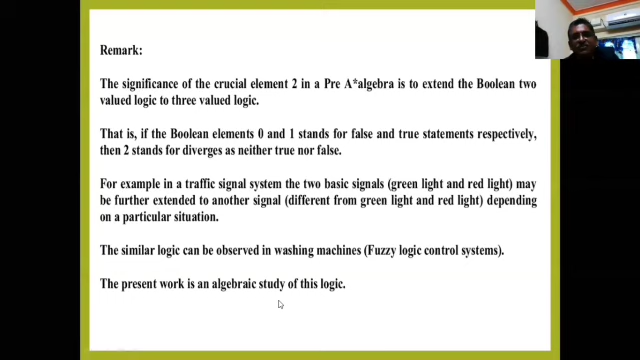 Remark:
The significance of the crucial element 2 in a Pre A*algebra is to extend the Boolean two
valued logic to three valued logic.
That is, if the Boolean elements 0 and 1 stands for false and true statements respectively,
then 2 stands for diverges as neither true nor false.
For example in a traffic signal system the two basic signals (green light and red light) may
be further extended to another signal (different from green light and red light) depending
on a particular situation.
The similar logic can be observed in washing machines (Fuzzy logic control systems).
The present work is an algebraic study of this logic.